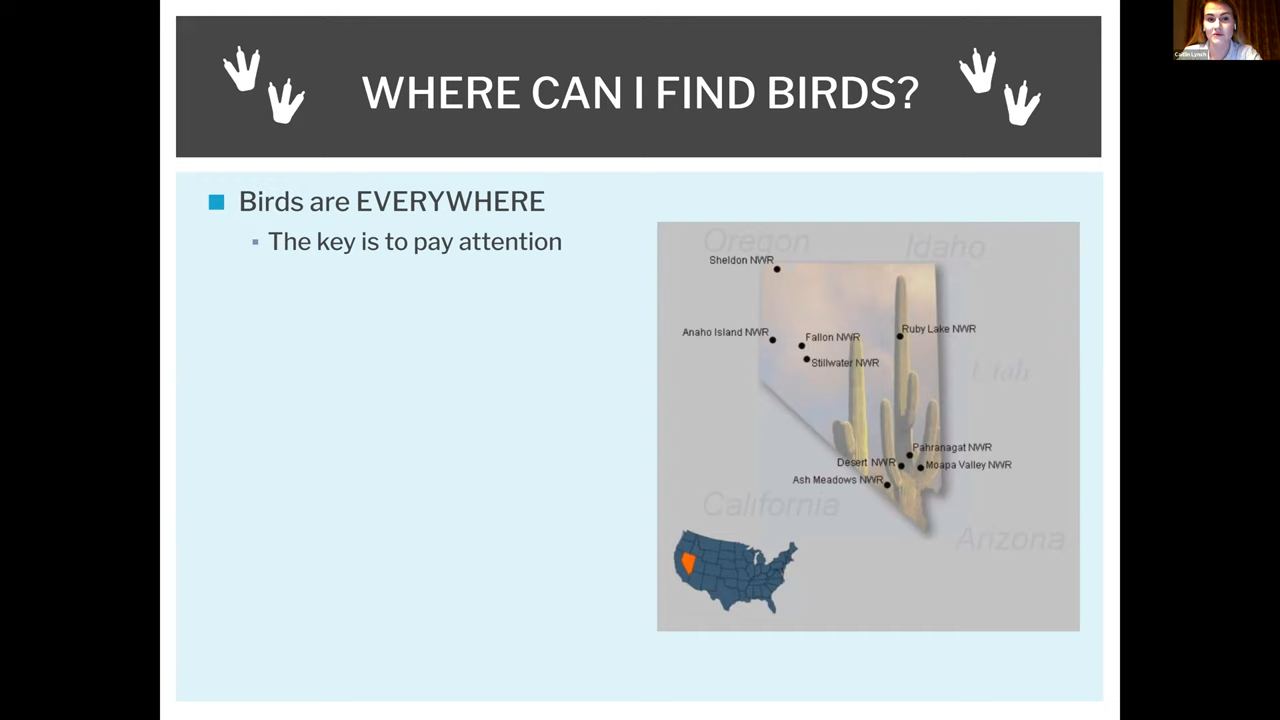 WHERE CAN I FIND BIRDS?
Caitlin Lynch
Birds are EVERYWHERE
The key is to pay attention
Oregon
Idaho
Sheldon NWR
Anaho Island NWR
Fallon NWR
Ruby Lake NWR
Stillwater NWR
Utah
Pahranagat NWR
Desert NWR
Moapa Valley NWR
Ash Meadows NWR
California
Arizona